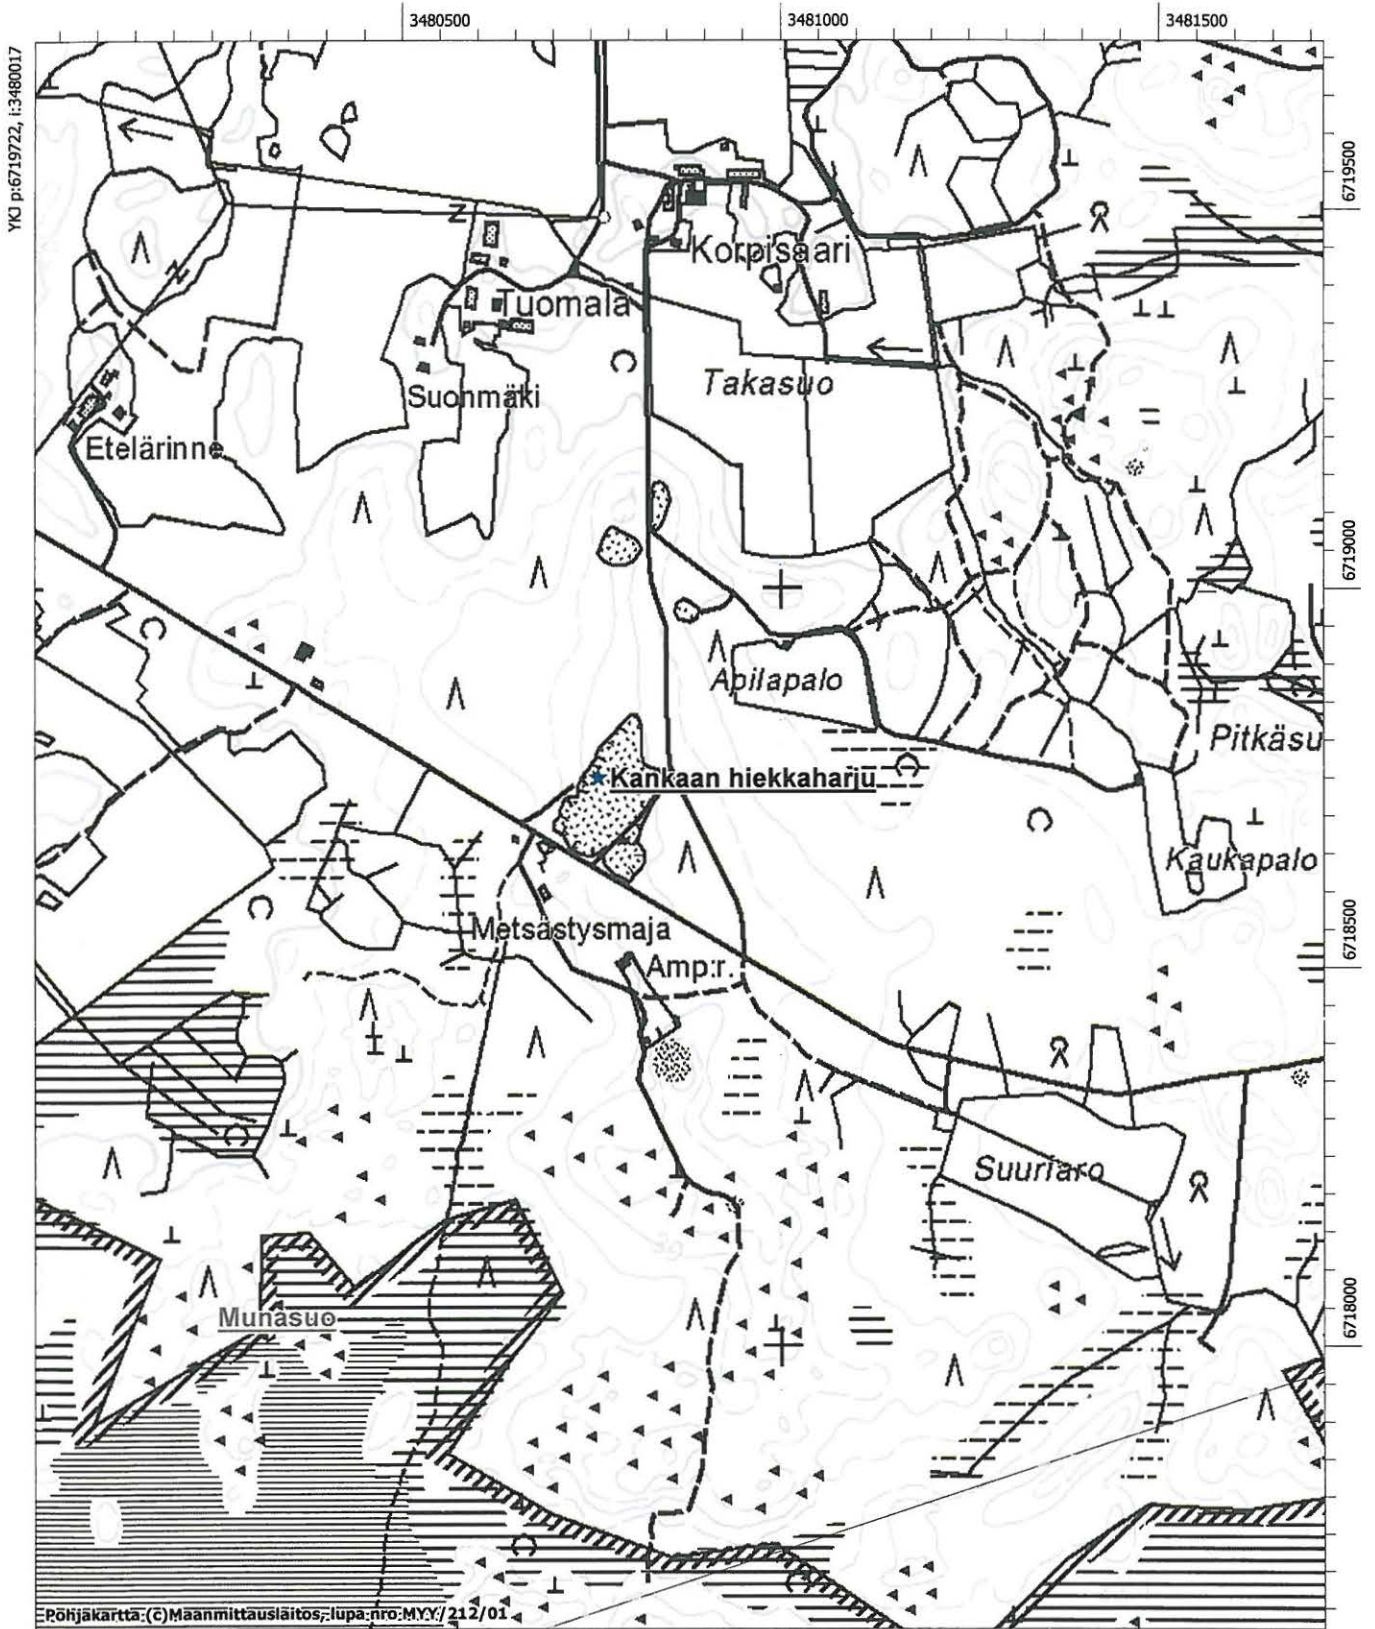 3480500
3481000
3481500
YKJ p:6719722, i:3480017
6719500
Z
Korpisaari
Tuomala
Takasuo
Suonmäki
Etelärinne
6719000
Apilapalo
Pitkäsu
Kankaan hiekkaharju
Kaukapalo
Metsästysmaja
6718500
Amp:r.
Suuriaro
6718000
Munasuo
Pohjakartta (c)Maanmittauslaitos, lupa nro MYY/212/01